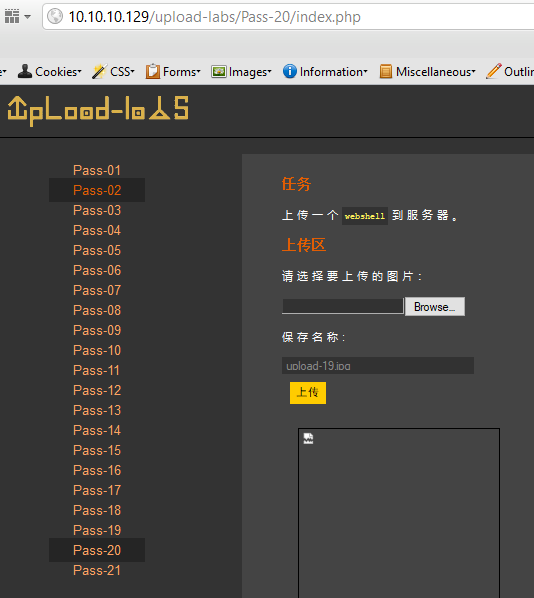 10.10.10.129/upload-labs/Pass-20/index.php
Cookies CSS Forms Images Information Miscellaneous Outlin
UpLoad-labs
Pass-01
Pass-02
Pass-03
Pass-04
Pass-05
Pass-06
Pass-07
Pass-08
Pass-09
Pass-10
Pass-11
Pass-12
Pass-13
Pass-14
Pass-15
Pass-16
Pass-17
Pass-18
Pass-19
Pass-20
Pass-21
任务
上传一个 webshell 到服务器。
上传区
请选择要上传的图片：
Browse...
保存名称：
upload-19.jpg
上传